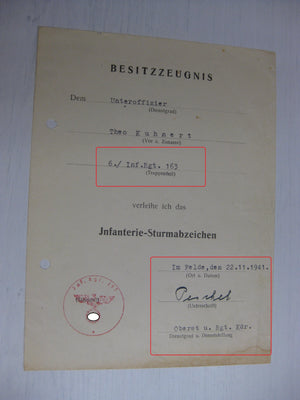 BESITZZEUGNIS
Dem Unteroffizier
(Dienstgrad)
Theo Kuhnert
(Vor- u. Zuname)
6./ Inf.Rgt. 163
(Truppenteil)
verleihe ich das
Jnfanterie-Sturmabzeichen
Im Felde, den 22.11.1941.
(Ort u. Datum)
(Unterschrift)
Oberst u. Rgt. Kdr.
Dienstgrad u. Dienststellung